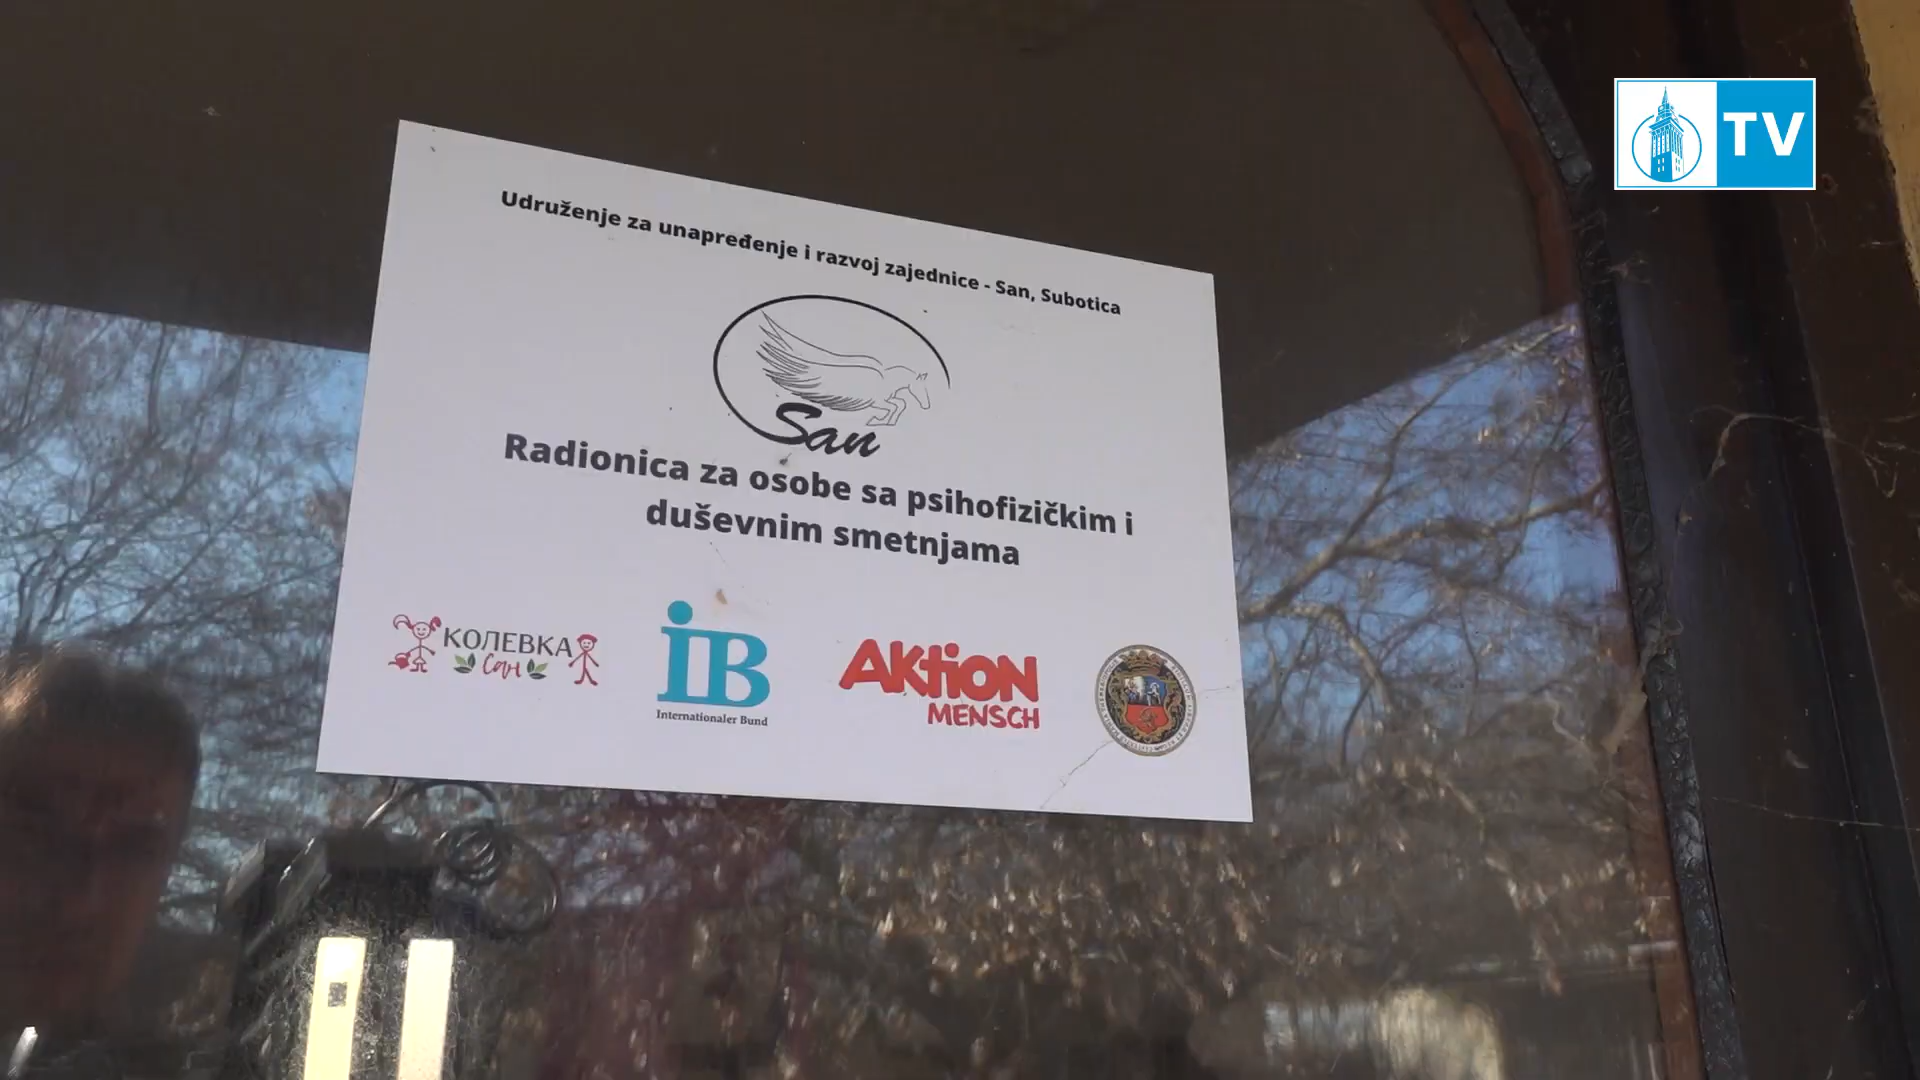 TV
Udruženje za unapređenje i razvoj zajednice - San, Subotica
San
Radionica za osobe sa psihofizičkim i
duševnim smetnjama
КОЛЕВКА
Сан
iB
Internationaler Bund
AKtiON
MENSCH